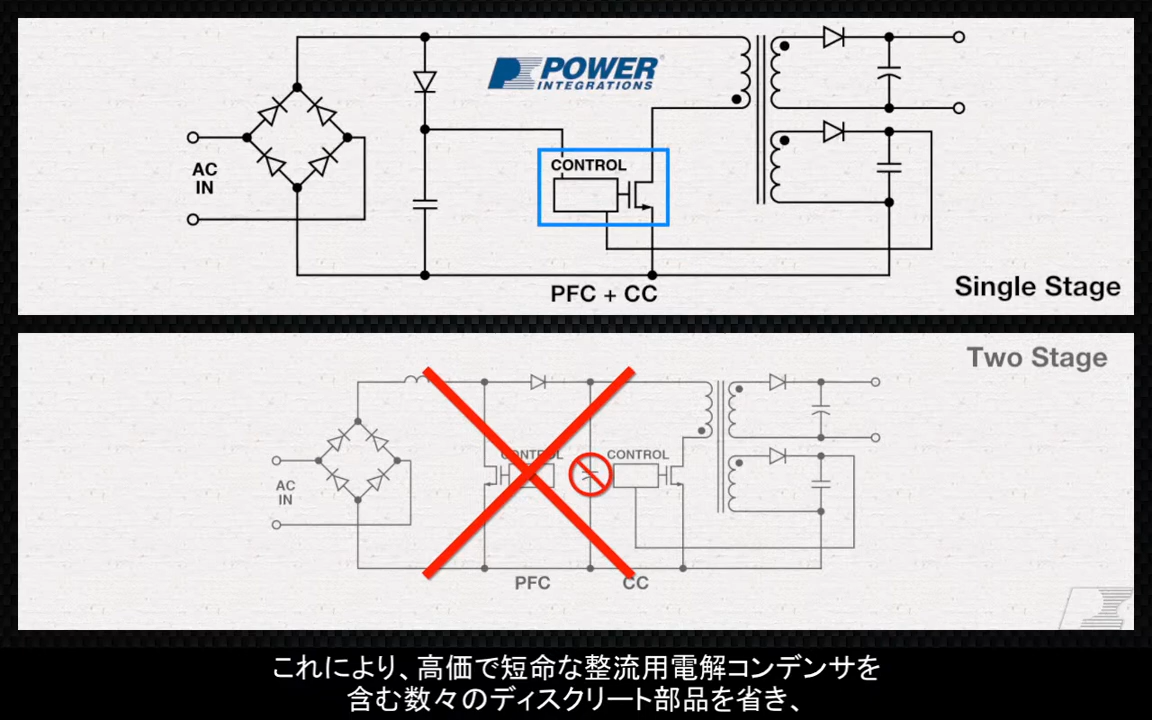 POWER
INTEGRATIONS
AC
IN
CONTROL
PFC + CC
Single Stage
Two Stage
AC
IN
CONTROL
CONTROL
PFC
CC
これにより、高価で短命な整流用電解コンデンサを
含む数々のディスクリート部品を省き、